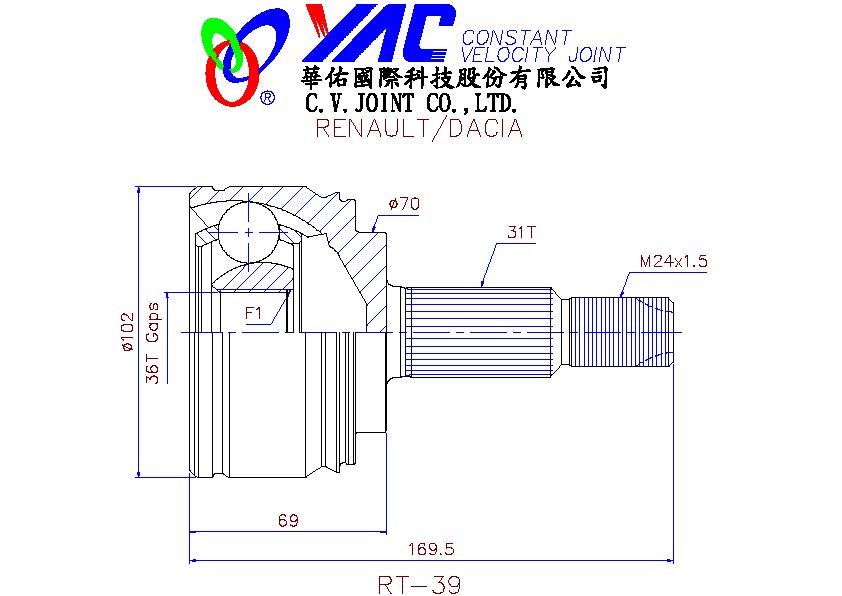 YAC CONSTANT
VELOCITY JOINT
®
華佑國際科技股份有限公司
C.V.JOINT CO.,LTD.
RENAULT/DACIA
ø70
31T
M24x1.5
F1
ø102
36T Gaps
69
169.5
RT-39